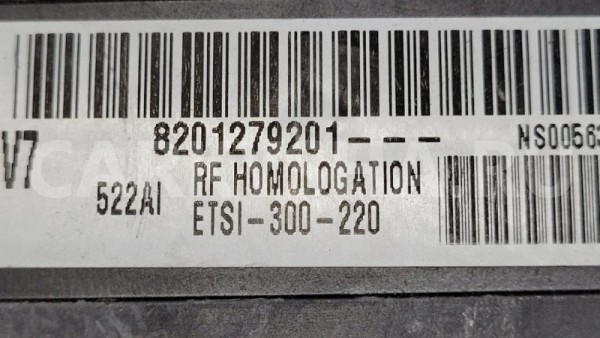 V7 8201279201--- NS0056
522AI RF HOMOLOGATION
ETSI-300-220